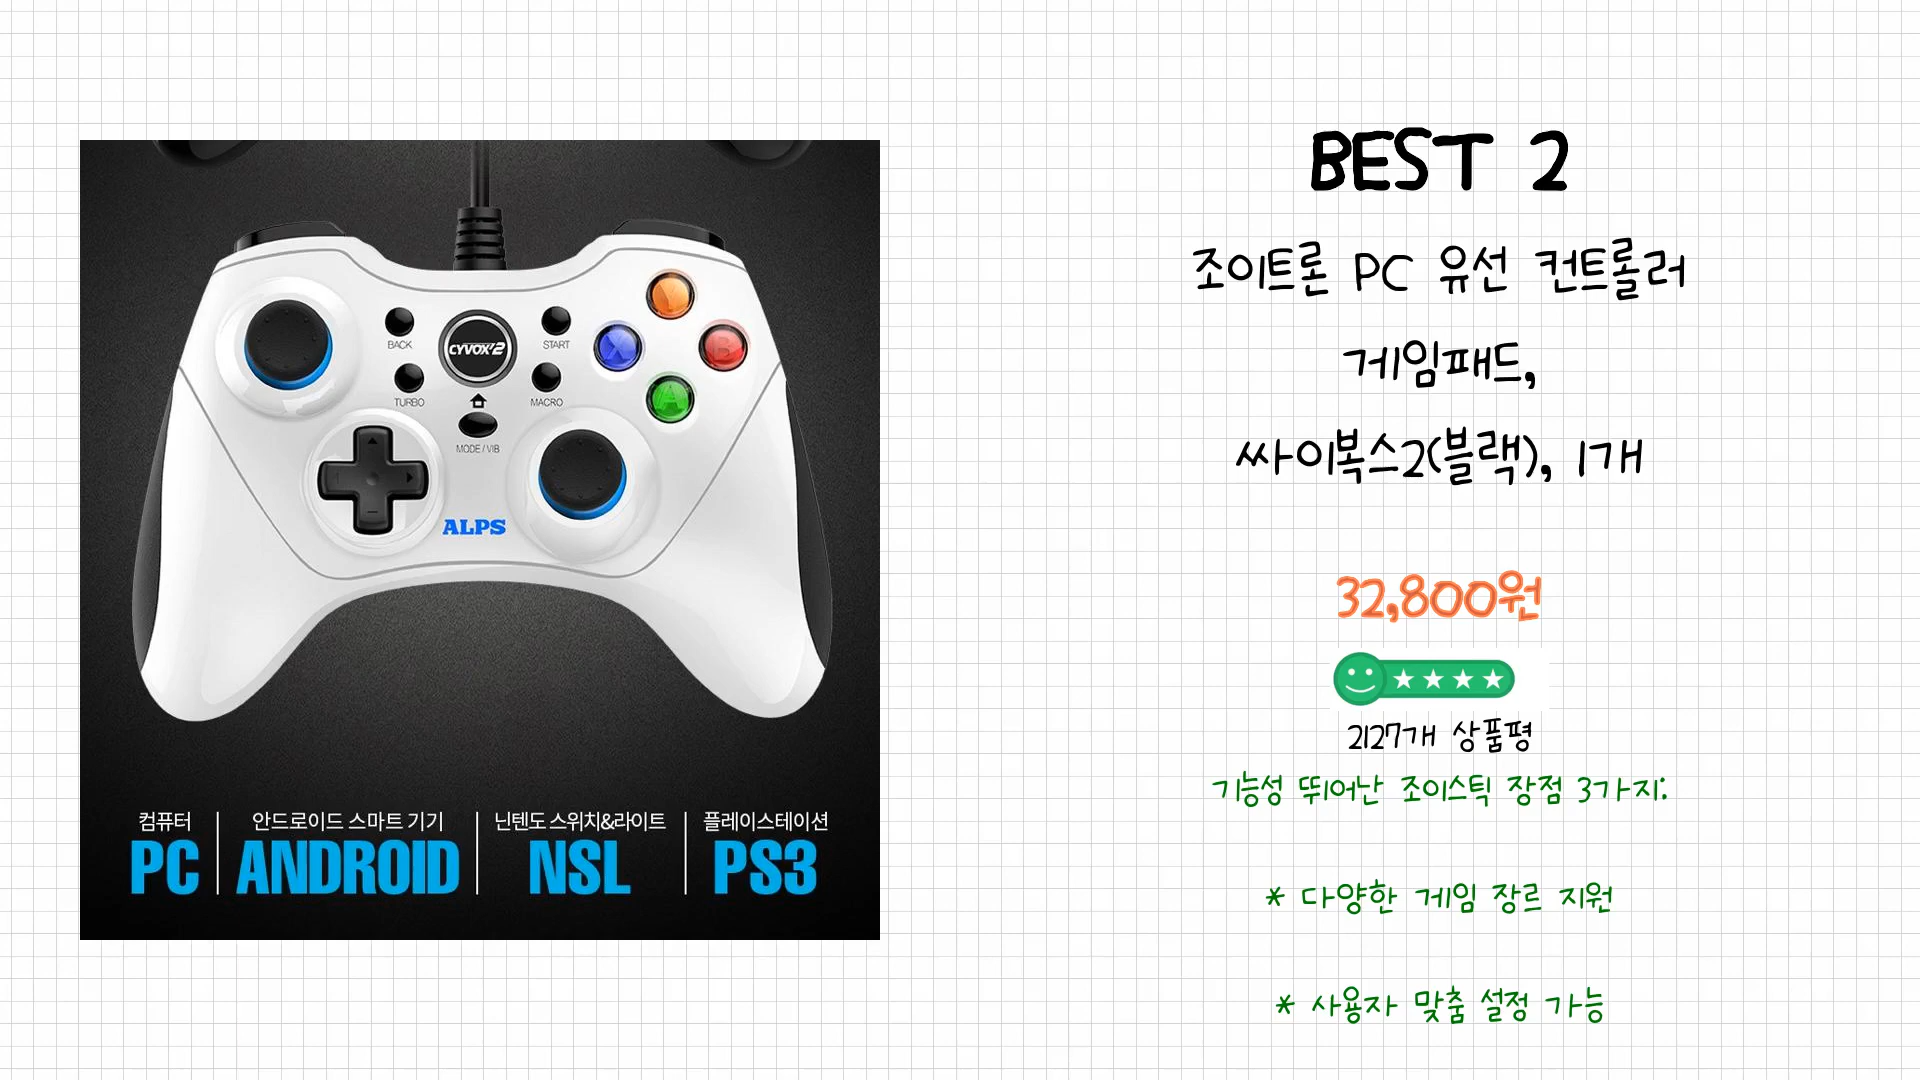 BEST 2
조이트론 PC 유선 컨트롤러
게임패드,
싸이복스2(블랙), 1개
32,800원
2127개 상품평
기능성 뛰어난 조이스틱 장점 3가지:
* 다양한 게임 장르 지원
* 사용자 맞춤 설정 가능
BACK
CYVOX2
START
X
B
A
TURBO
MACRO
MODE / VIB
ALPS
컴퓨터
PC
안드로이드 스마트 기기
ANDROID
닌텐도 스위치&라이트
NSL
플레이스테이션
PS3